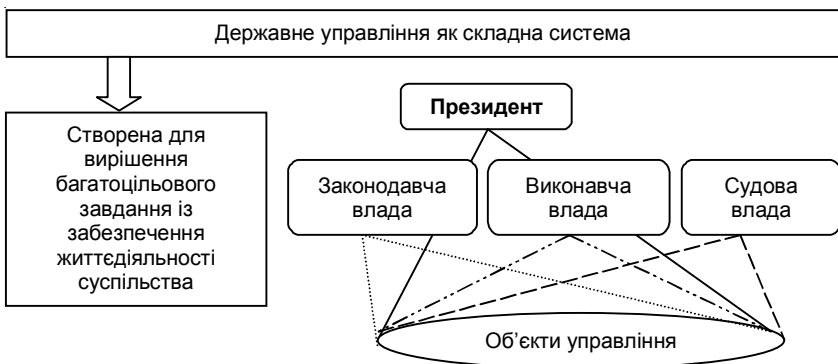 Державне управління як складна система
Президент
Створена для
вирішення
багатоцільового
завдання із
забезпечення
життєдіяльності
суспільства
Законодавча
влада
Виконавча
влада
Судова
влада
Об’єкти управління